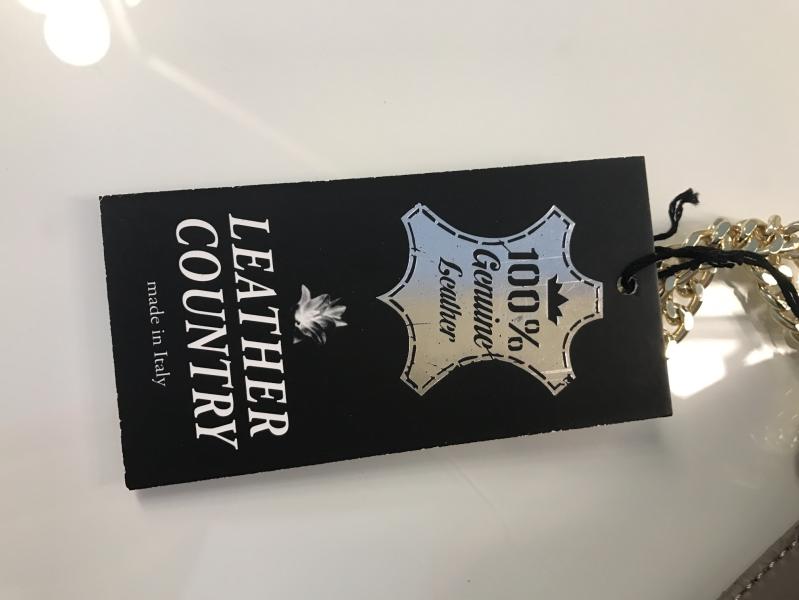 100%
Genuine
Leather
LEATHER
COUNTRY
made in Italy